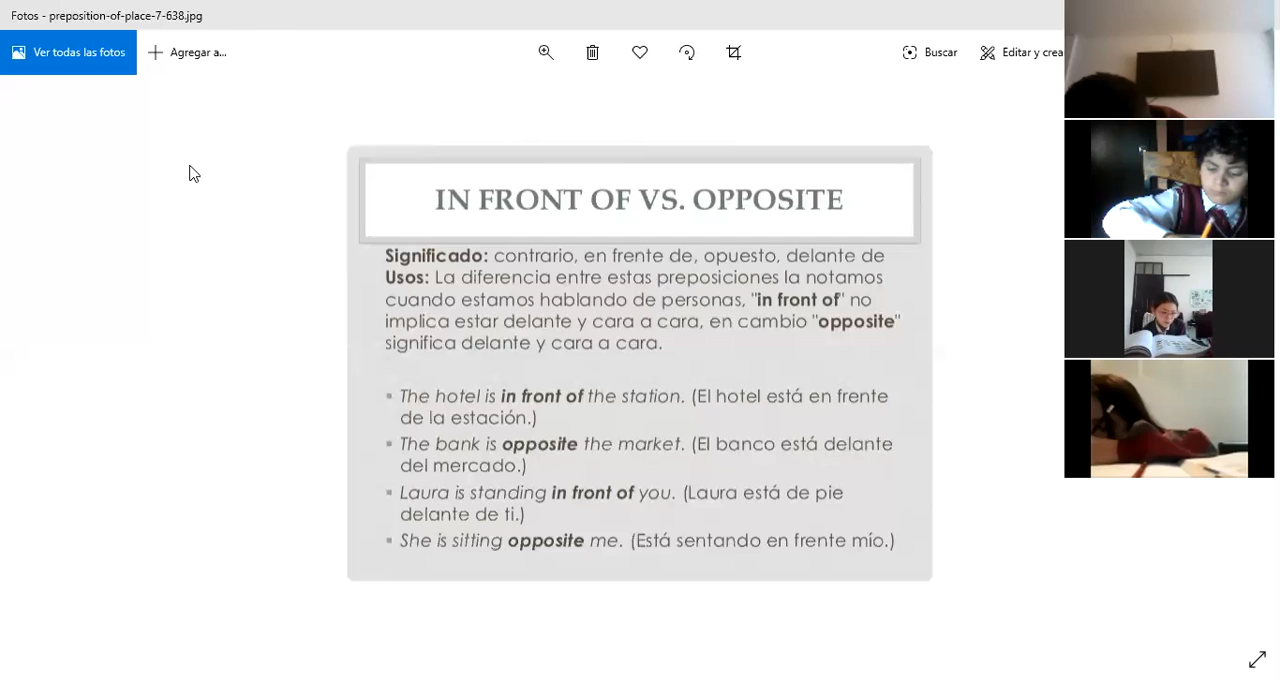 Fotos - preposition-of-place-7-638.jpg
Ver todas las fotos
Agregar a...
Buscar
Editar y crea
IN FRONT OF VS. OPPOSITE
Significado: contrario, en frente de, opuesto, delante de
Usos: La diferencia entre estas preposiciones la notamos
cuando estamos hablando de personas, "in front of" no
implica estar delante y cara a cara, en cambio "opposite"
significa delante y cara a cara.
▪ The hotel is in front of the station. (El hotel está en frente
de la estación.)
▪ The bank is opposite the market. (El banco está delante
del mercado.)
▪ Laura is standing in front of you. (Laura está de pie
delante de ti.)
▪ She is sitting opposite me. (Está sentando en frente mío.)